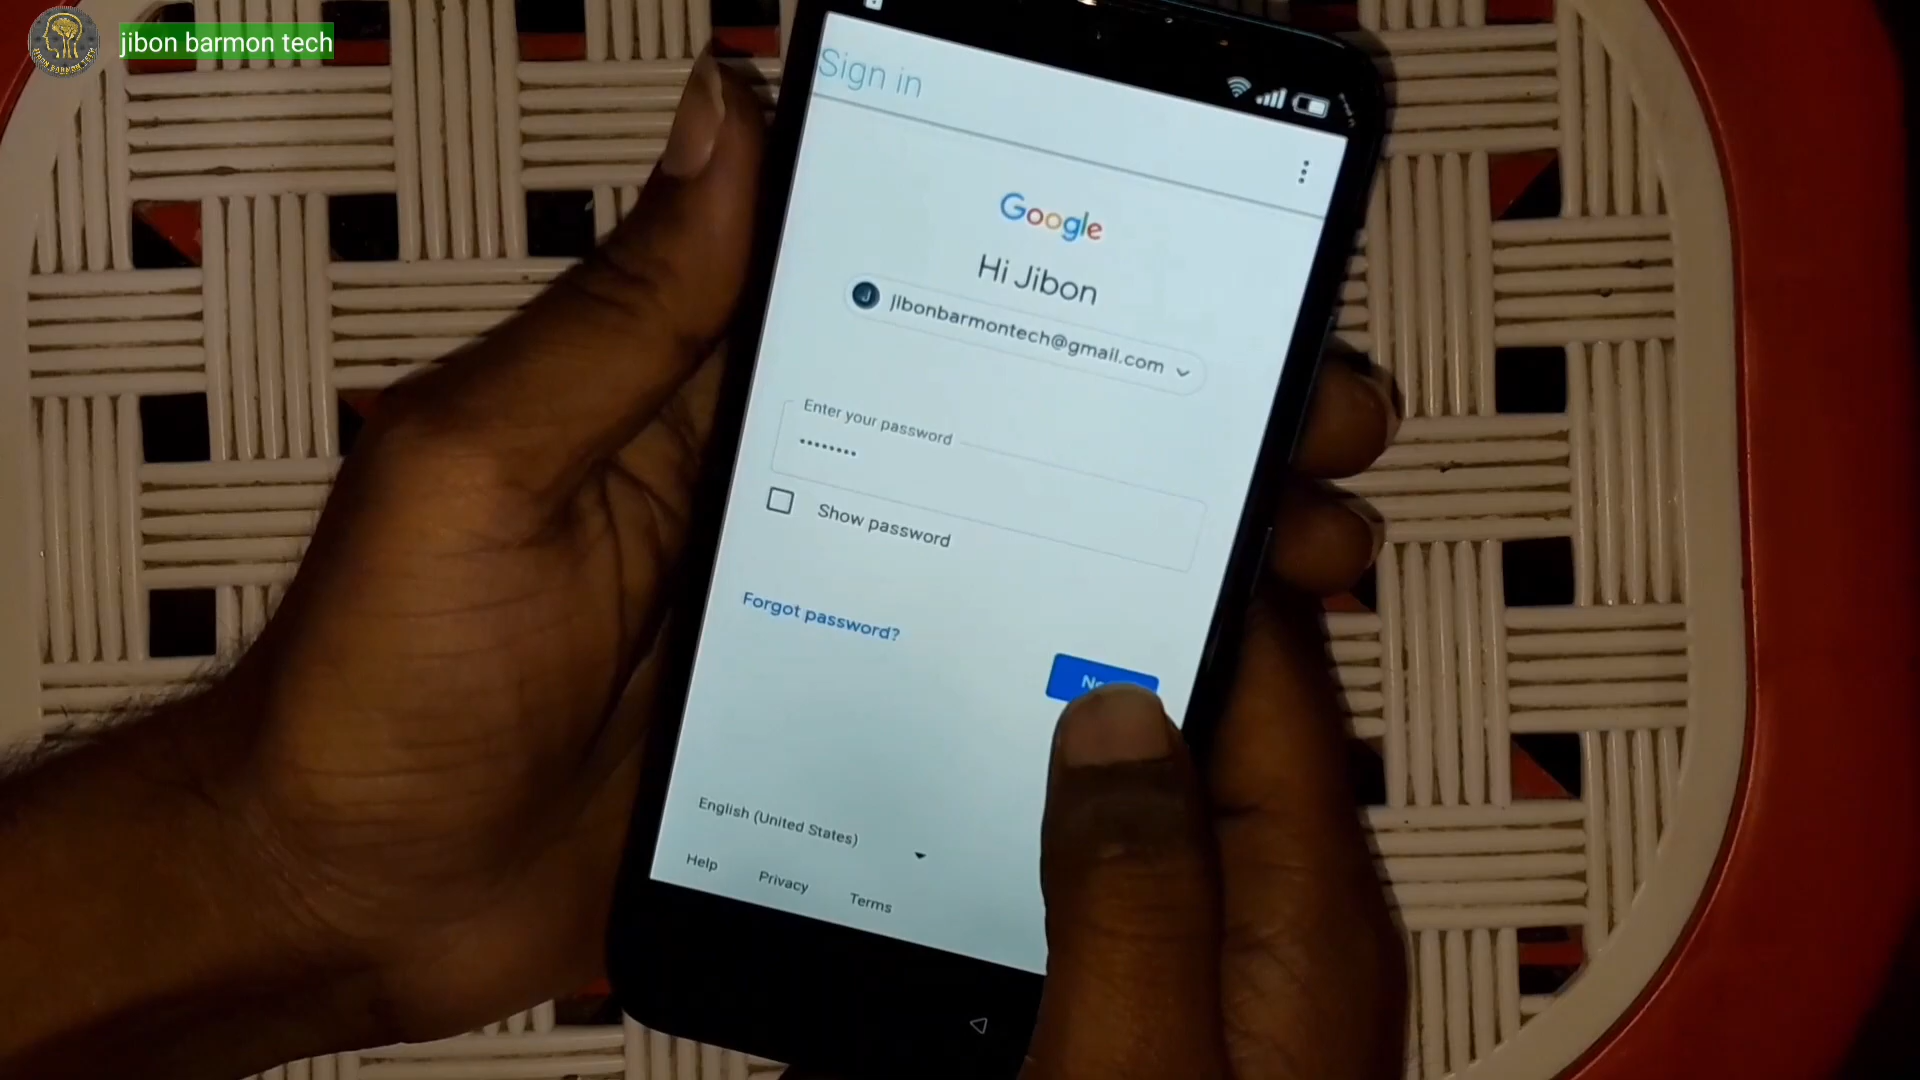 jibon barmon tech
Sign in
Google
Hi Jibon
jibonbarmontech@gmail.com
Enter your password
Show password
Forgot password?
English (United States)
Help Privacy Terms